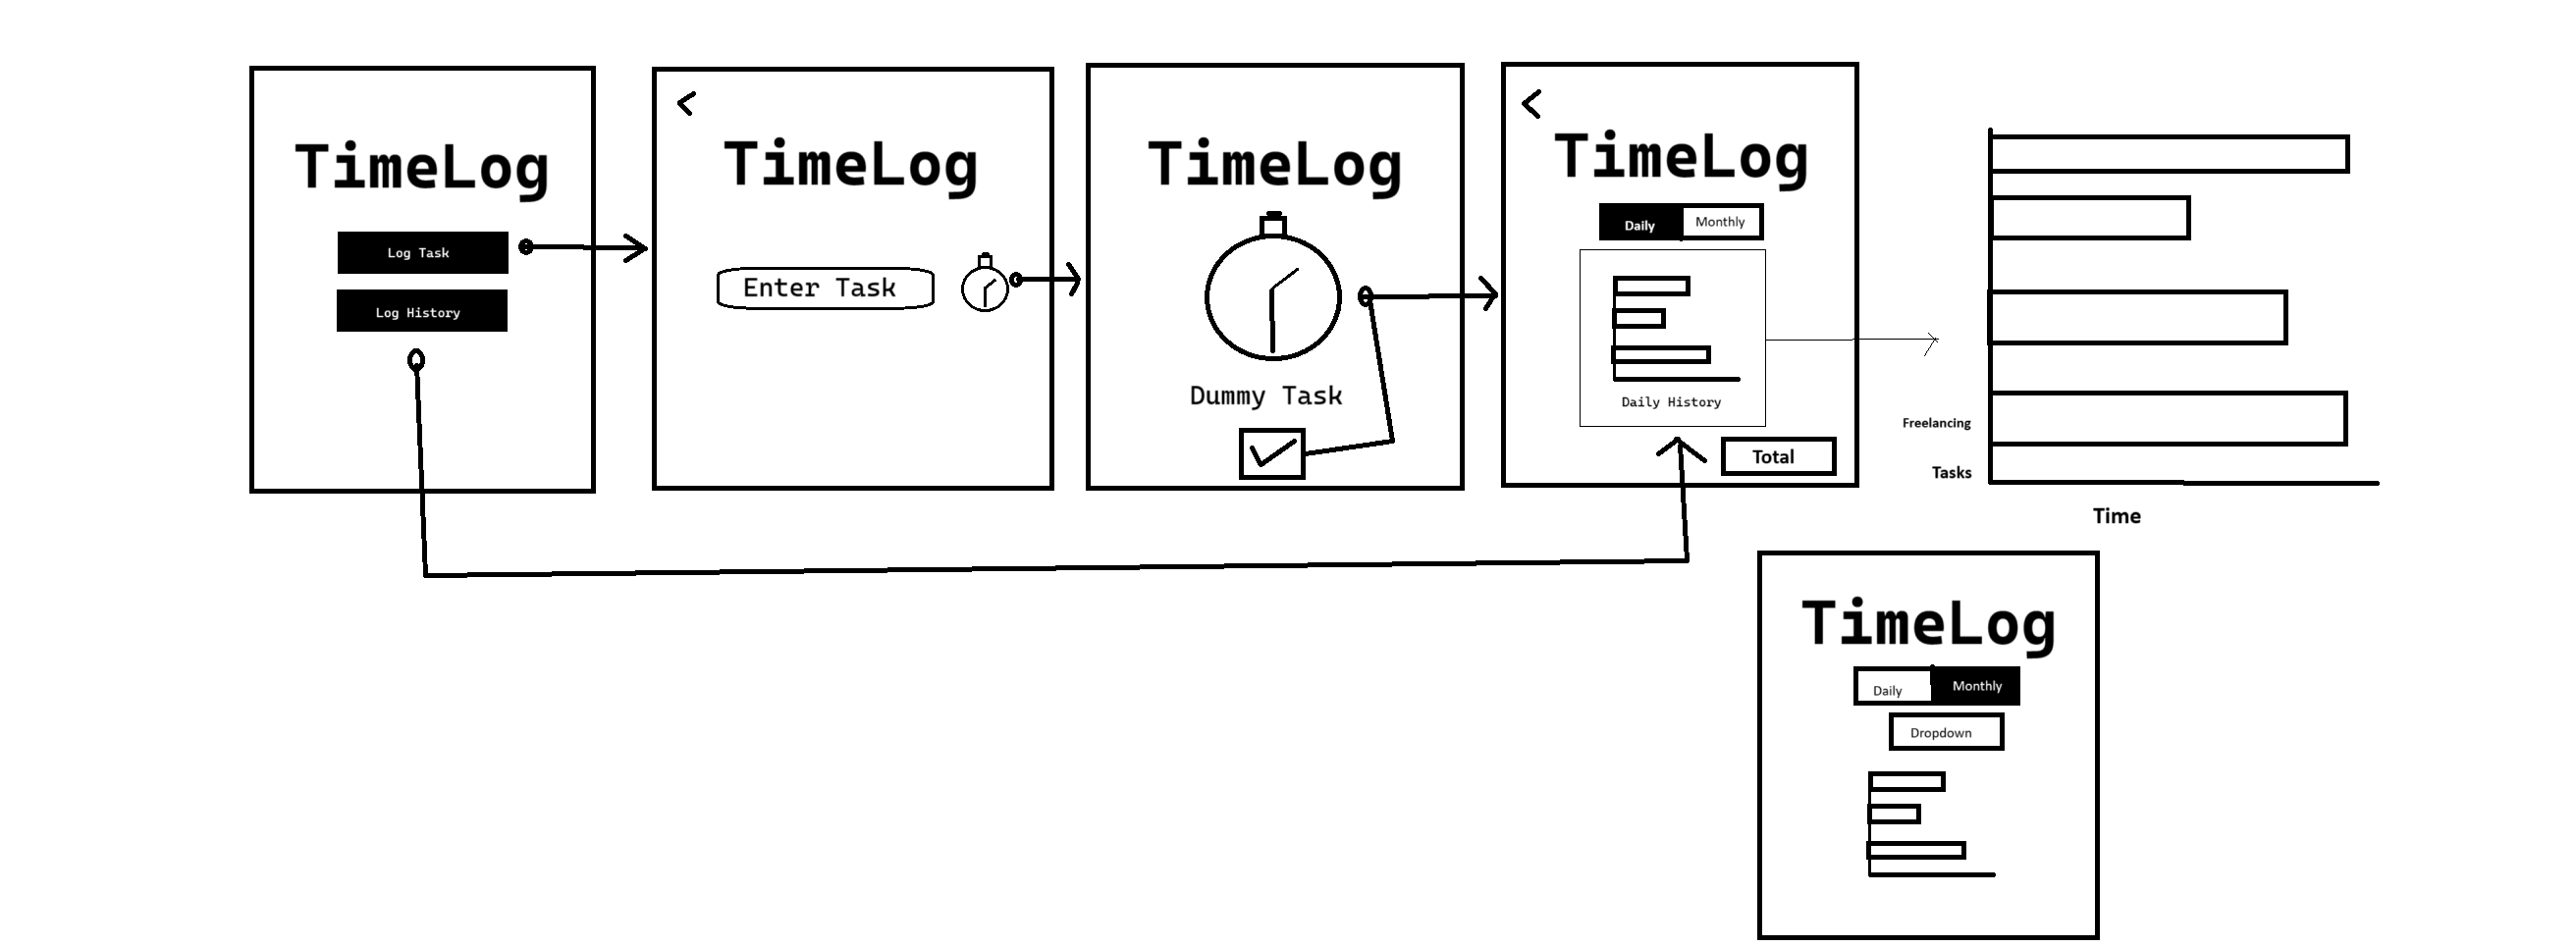 TimeLog
Log Task
Log History
TimeLog
Enter Task
TimeLog
Dummy Task
TimeLog
Daily
Monthly
Daily History
Total
Freelancing
Tasks
Time
TimeLog
Daily
Monthly
Dropdown